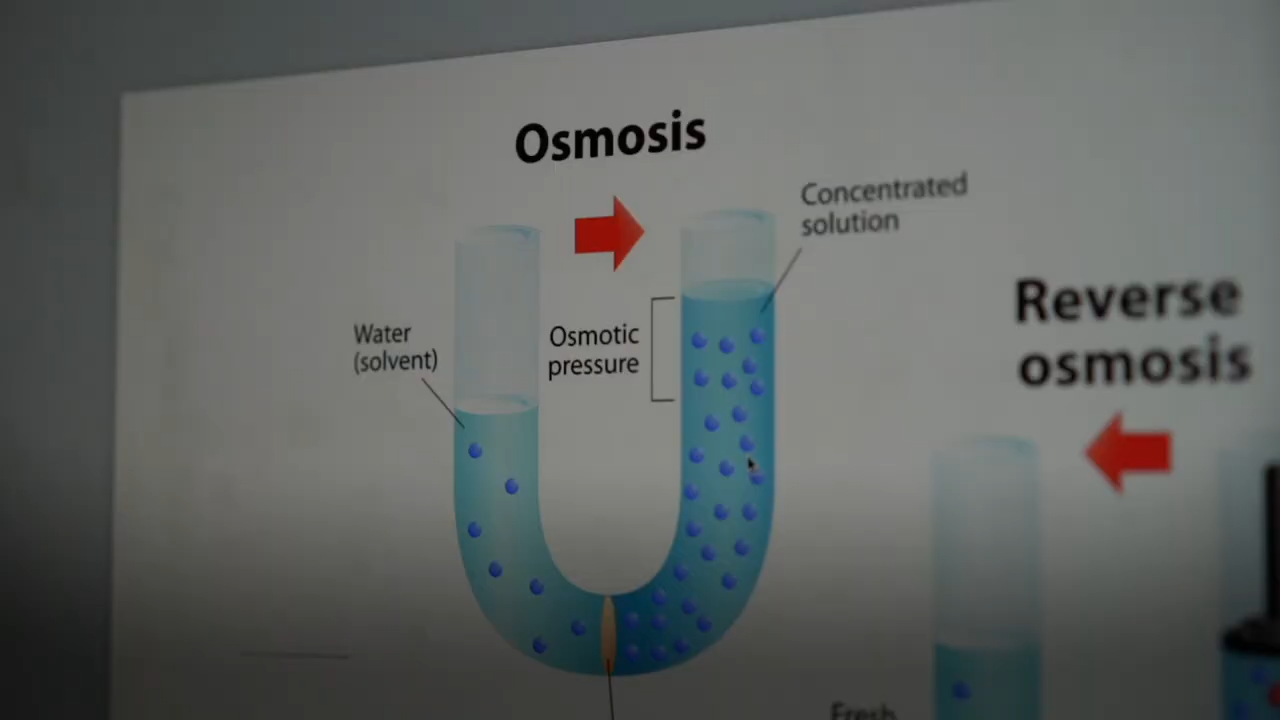 Osmosis
Concentrated
solution
Water
(solvent)
Osmotic
pressure
Reverse
osmosis
Fresh